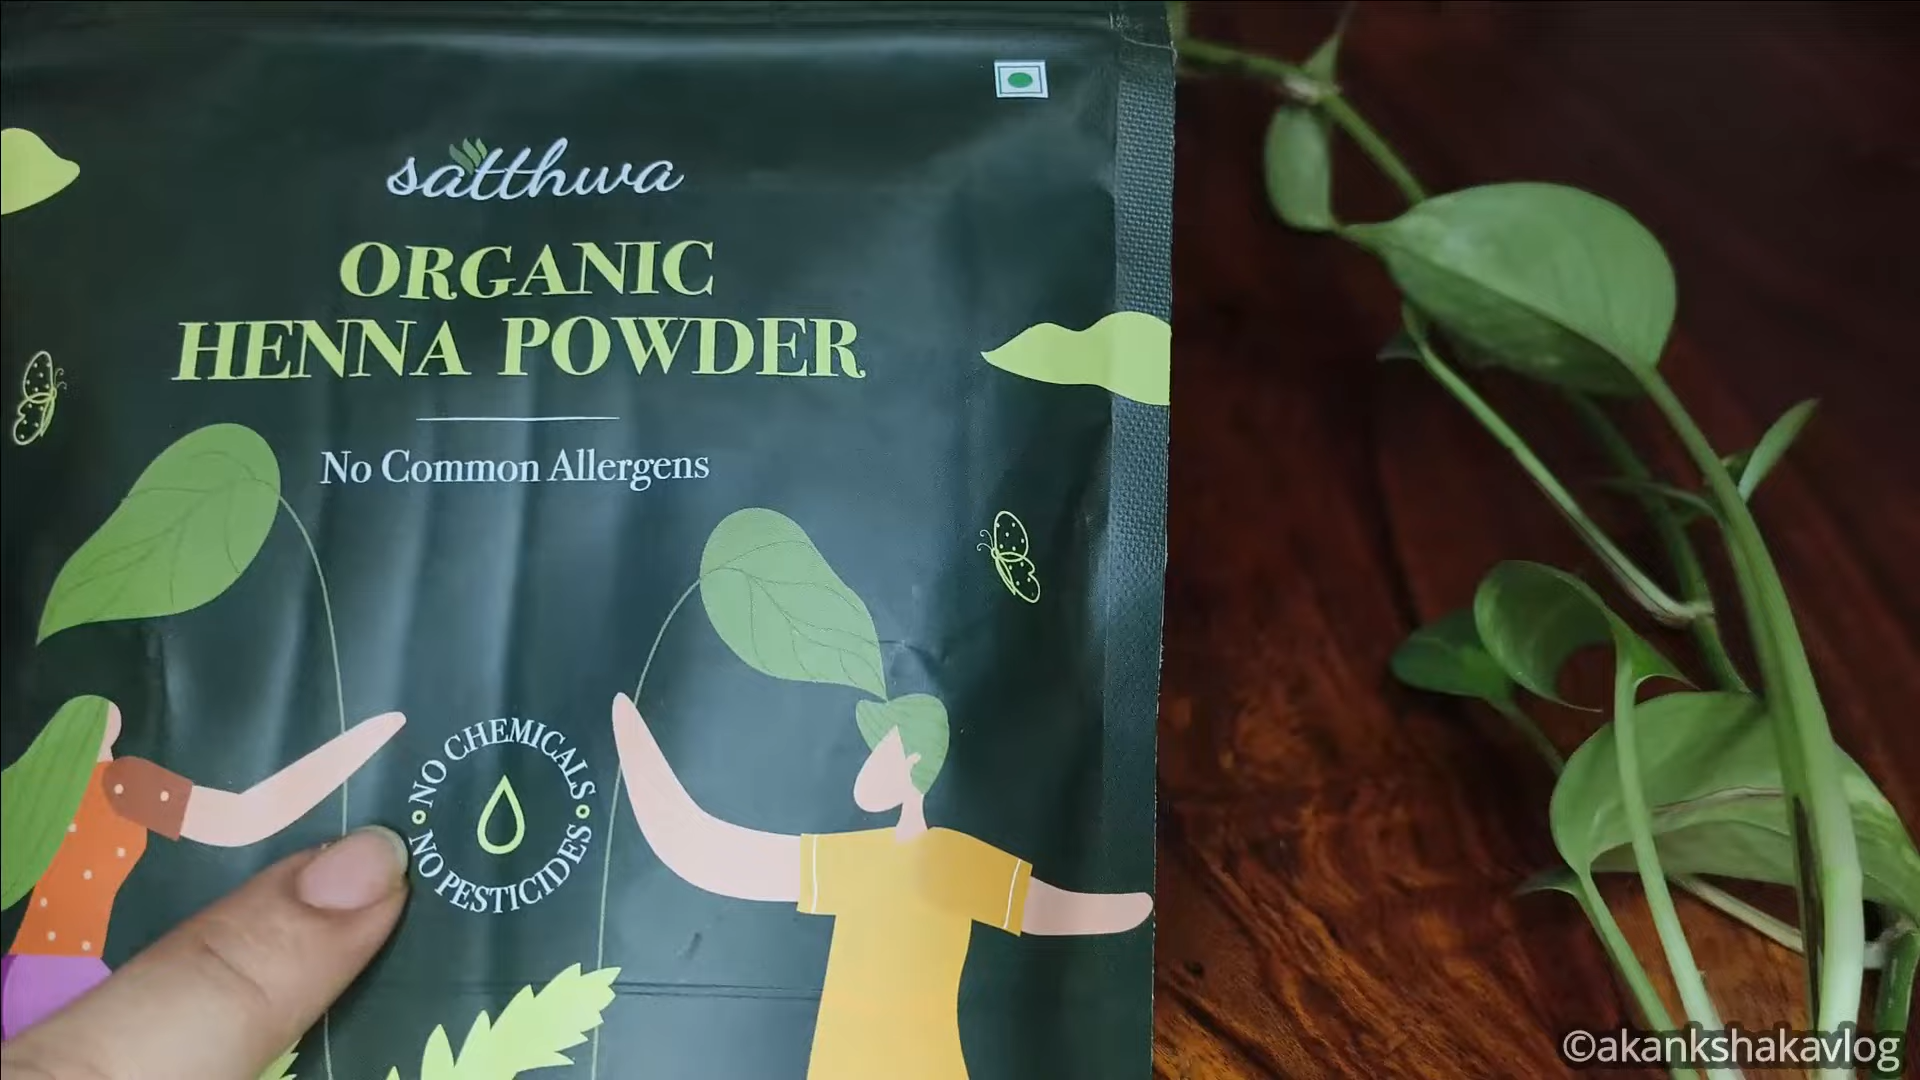 satthwa
ORGANIC
HENNA POWDER
No Common Allergens
NO CHEMICALS
NO PESTICIDES
©akankshakavlog